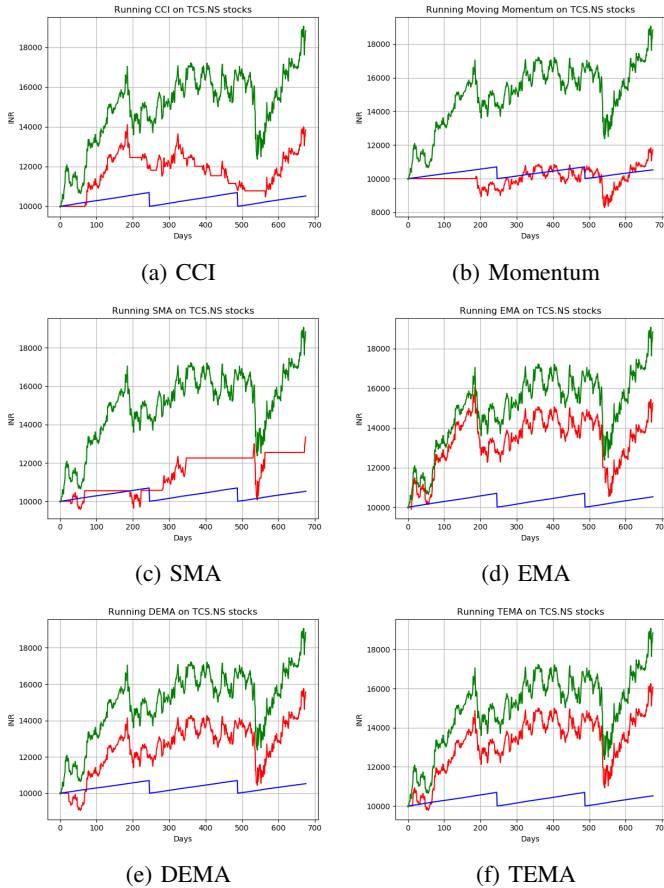 Running CCI on TCS.NS stocks
18000
16000
14000
12000
10000
INR
0 100 200 300 400 500 600 700
Days
(a) CCI
Running Moving Momentum on TCS.NS stocks
18000
16000
14000
12000
10000
8000
INR
0 100 200 300 400 500 600 700
Days
(b) Momentum
Running SMA on TCS.NS stocks
18000
16000
14000
12000
10000
INR
0 100 200 300 400 500 600 700
Days
(c) SMA
Running EMA on TCS.NS stocks
18000
16000
14000
12000
10000
INR
0 100 200 300 400 500 600 700
Days
(d) EMA
Running DEMA on TCS.NS stocks
18000
16000
14000
12000
10000
INR
0 100 200 300 400 500 600 700
Days
(e) DEMA
Running TEMA on TCS.NS stocks
18000
16000
14000
12000
10000
INR
0 100 200 300 400 500 600 700
Days
(f) TEMA